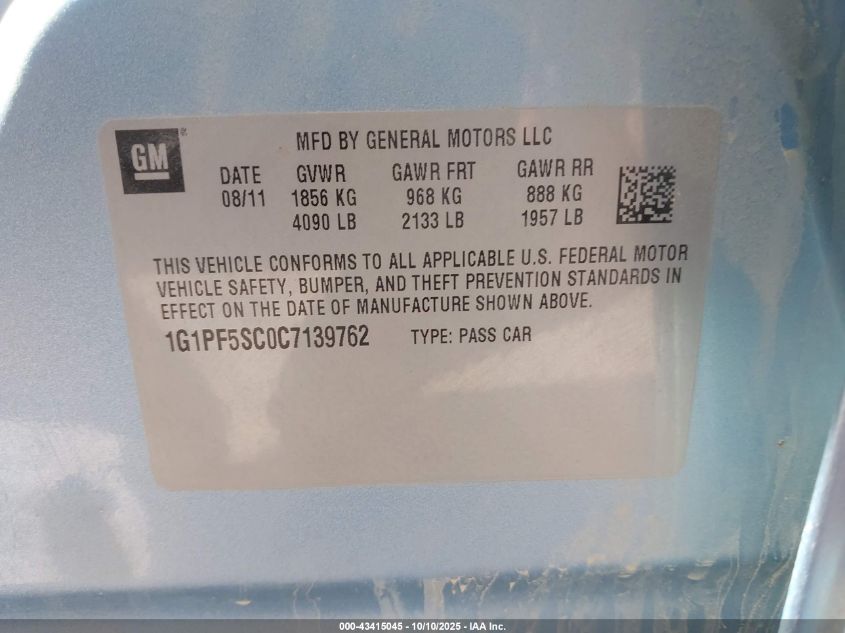 GM®
MFD BY GENERAL MOTORS LLC
DATE GVWR GAWR FRT GAWR RR
08/11 1856 KG 968 KG 888 KG
4090 LB 2133 LB 1957 LB
THIS VEHICLE CONFORMS TO ALL APPLICABLE U.S. FEDERAL MOTOR
VEHICLE SAFETY, BUMPER, AND THEFT PREVENTION STANDARDS IN
EFFECT ON THE DATE OF MANUFACTURE SHOWN ABOVE.
1G1PF5SC0C7139762 TYPE: PASS CAR
000-43415045 - 10/10/2025 - IAA Inc.